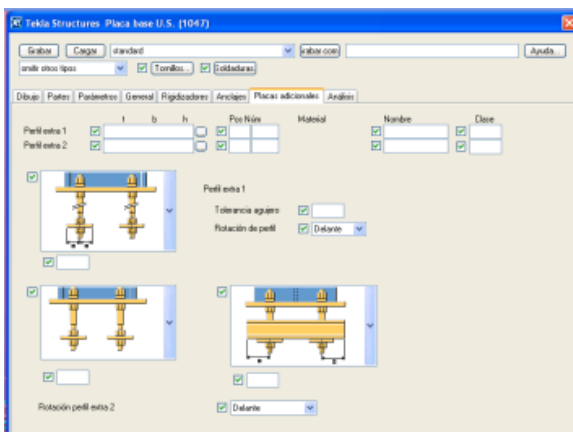 Tekla Structures Placa base U.S. (1047)
Grabar Cargar standard Grabar com Ayuda...
omitir otros tipos Tornillos... Soldaduras
Dibujo Partes Parámetros General Rigidizadores Anclajes Placas adicionales Análisis
t b h Pos Núm Material Nombre Clase
Perfil extra 1
Perfil extra 2
Perfil extra 1
Tolerancia agujero
Rotación de perfil Delante
Rotación perfil extra 2 Delante